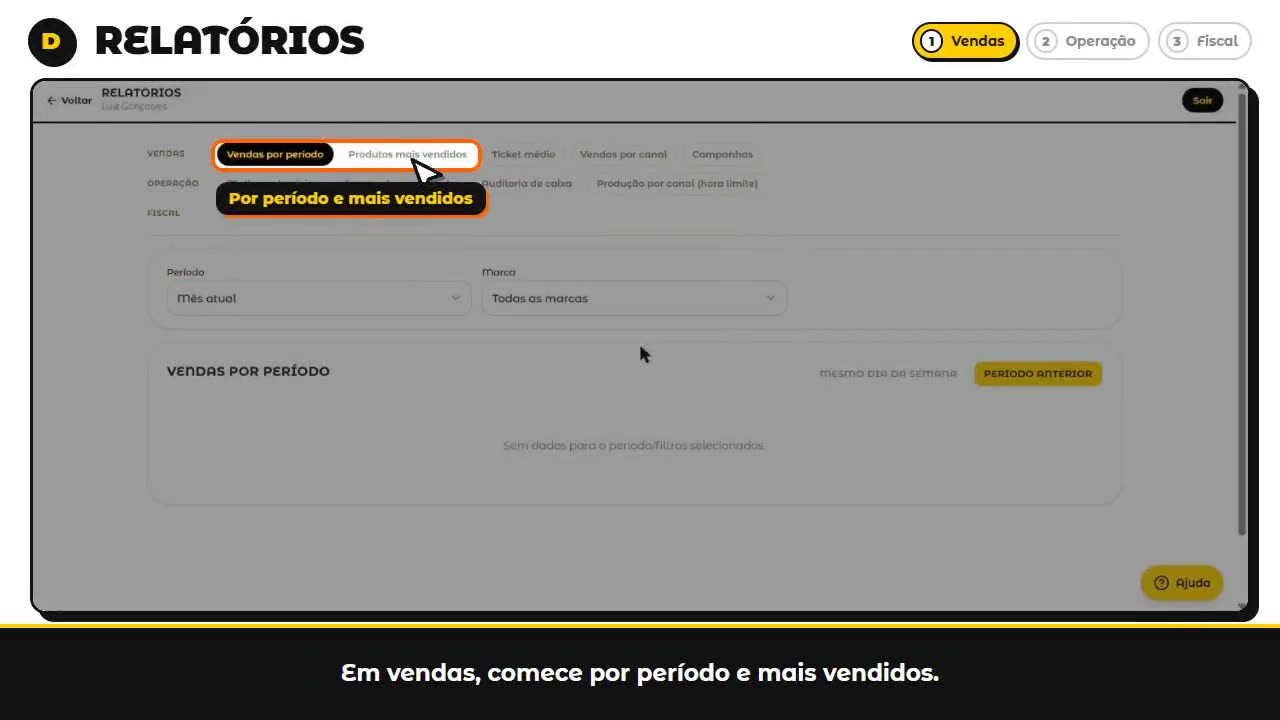 D RELATÓRIOS
1 Vendas 2 Operação 3 Fiscal
← Voltar RELATÓRIOS Sair
Luiz Gonçalves
VENDAS Vendas por período Produtos mais vendidos Ticket médio Vendas por canal Campanhas
OPERAÇÃO Auditoria de caixa Produção por canal (hora limite)
Por período e mais vendidos
FISCAL
Período Marca
Mês atual Todas as marcas
VENDAS POR PERÍODO MESMO DIA DA SEMANA PERÍODO ANTERIOR
Sem dados para o período/filtros selecionados.
? Ajuda
Em vendas, comece por período e mais vendidos.